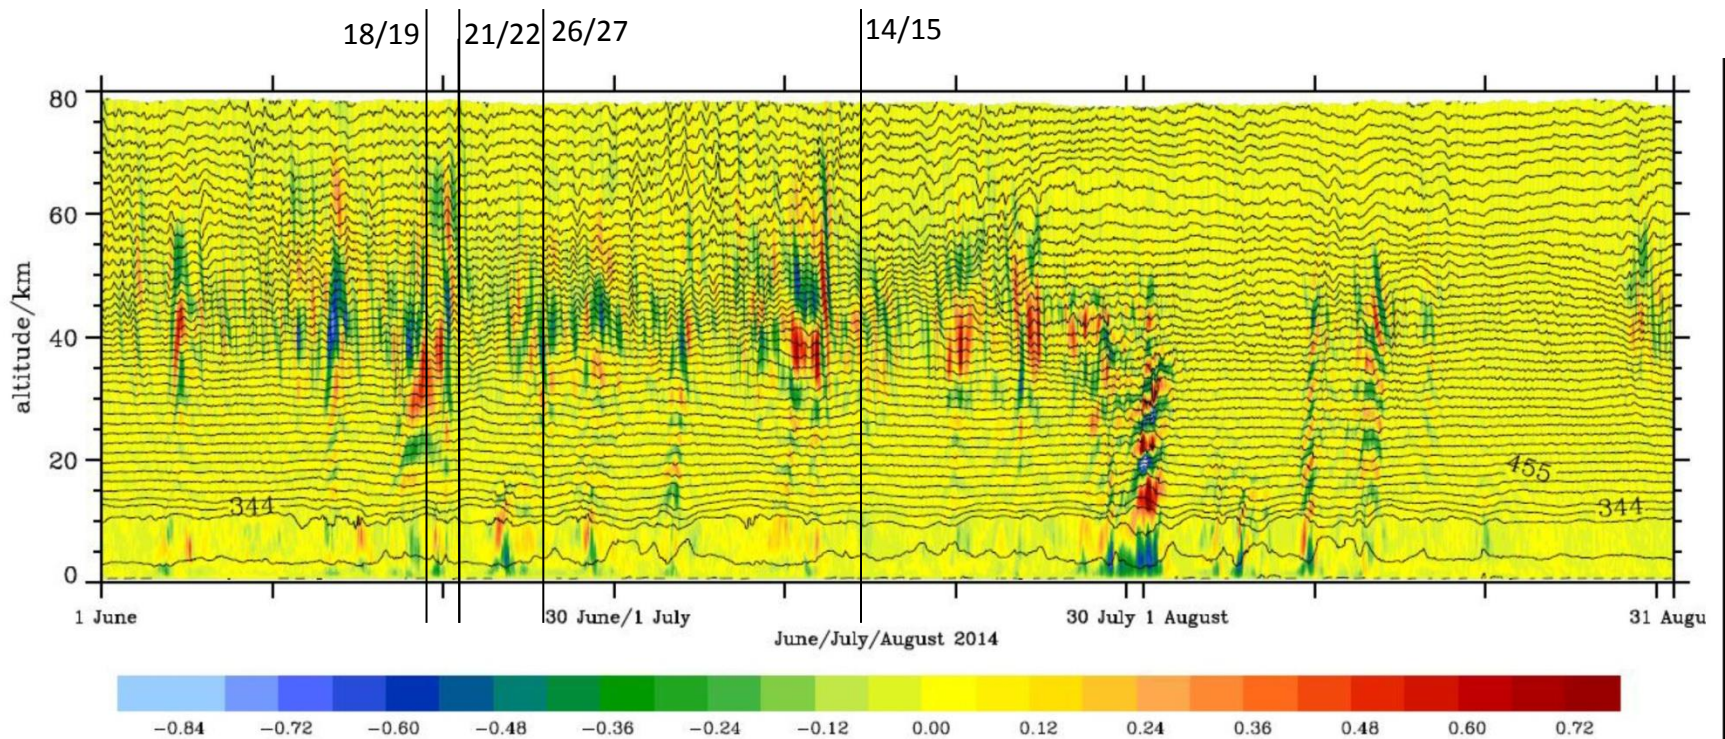 18/19 21/22 26/27 14/15
80
60
40
20
0
altitude/km
344
455
344
1 June 30 June/1 July 30 July 1 August 31 Augu
June/July/August 2014
−0.84 −0.72 −0.60 −0.48 −0.36 −0.24 −0.12 0.00 0.12 0.24 0.36 0.48 0.60 0.72